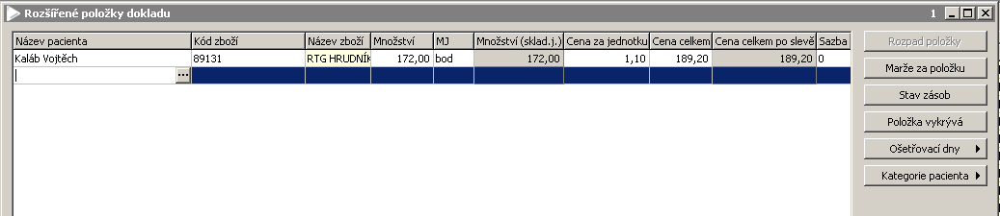 Rozšířené položky dokladu 1
Název pacienta Kód zboží Název zboží Množství MJ Množství (sklad.j.) Cena za jednotku Cena celkem Cena celkem po slevě Sazba
Kaláb Vojtěch 89131 RTG HRUDNÍK 172,00 bod 172,00 1,10 189,20 189,20 0
...
Rozpad položky
Marže za položku
Stav zásob
Položka vykrývá
Ošetřovací dny
Kategorie pacienta